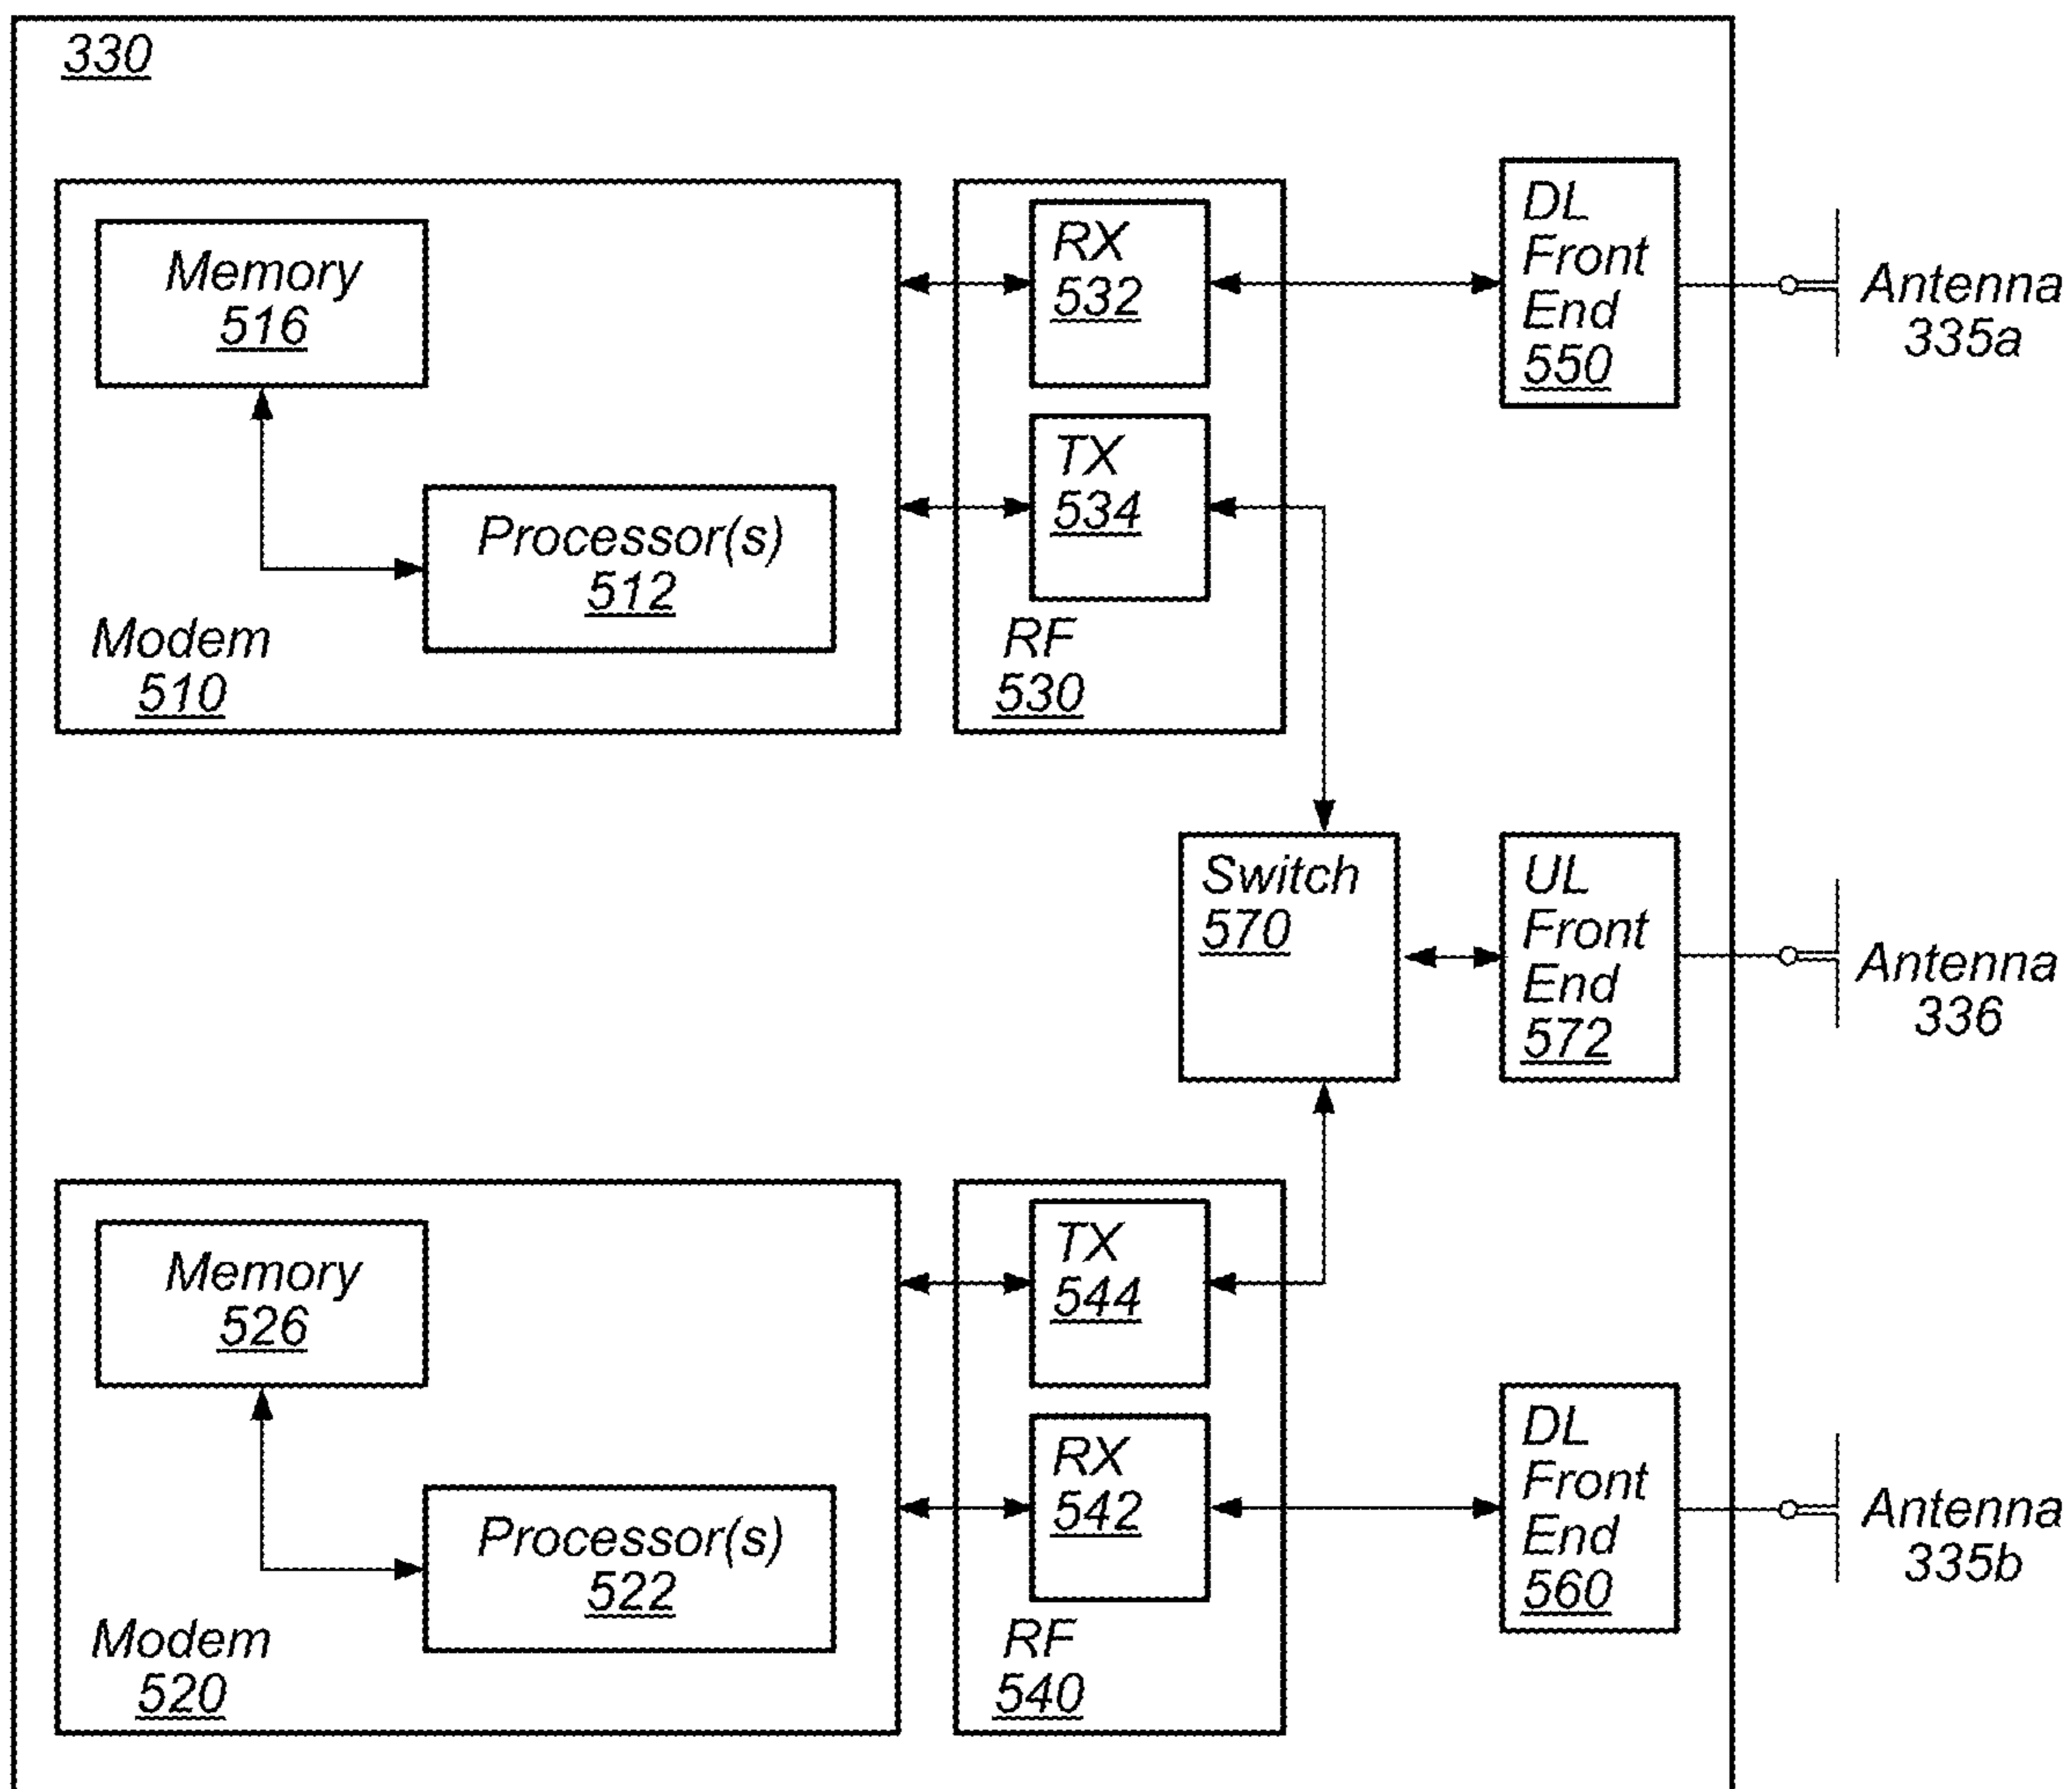 330
Memory
516
Processor(s)
512
Modem
510
RX
532
TX
534
RF
530
DL
Front
End
550
Antenna
335a
Switch
570
UL
Front
End
572
Antenna
336
Memory
526
Processor(s)
522
Modem
520
TX
544
RX
542
RF
540
DL
Front
End
560
Antenna
335b